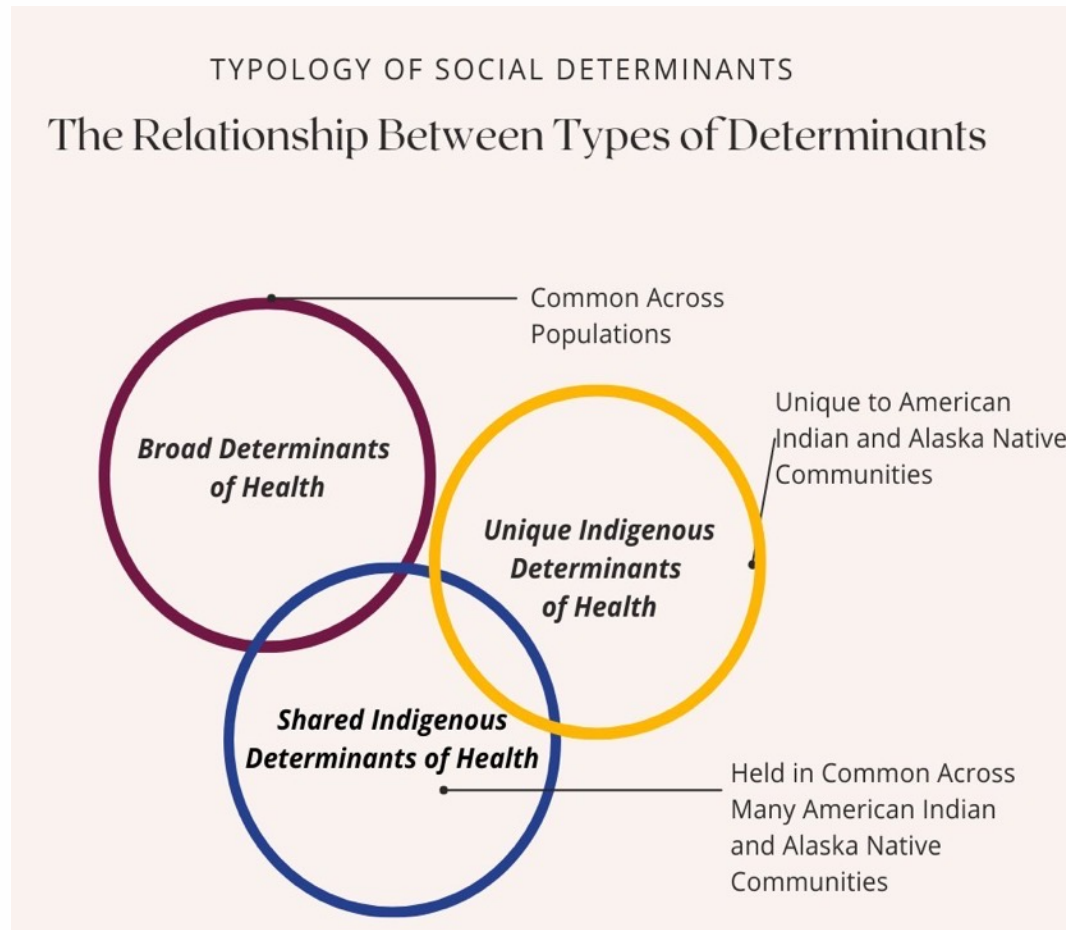 TYPOLOGY OF SOCIAL DETERMINANTS
The Relationship Between Types of Determinants
Common Across
Populations
Broad Determinants
of Health
Unique to American
Indian and Alaska Native
Communities
Unique Indigenous
Determinants
of Health
Shared Indigenous
Determinants of Health
Held in Common Across
Many American Indian
and Alaska Native
Communities